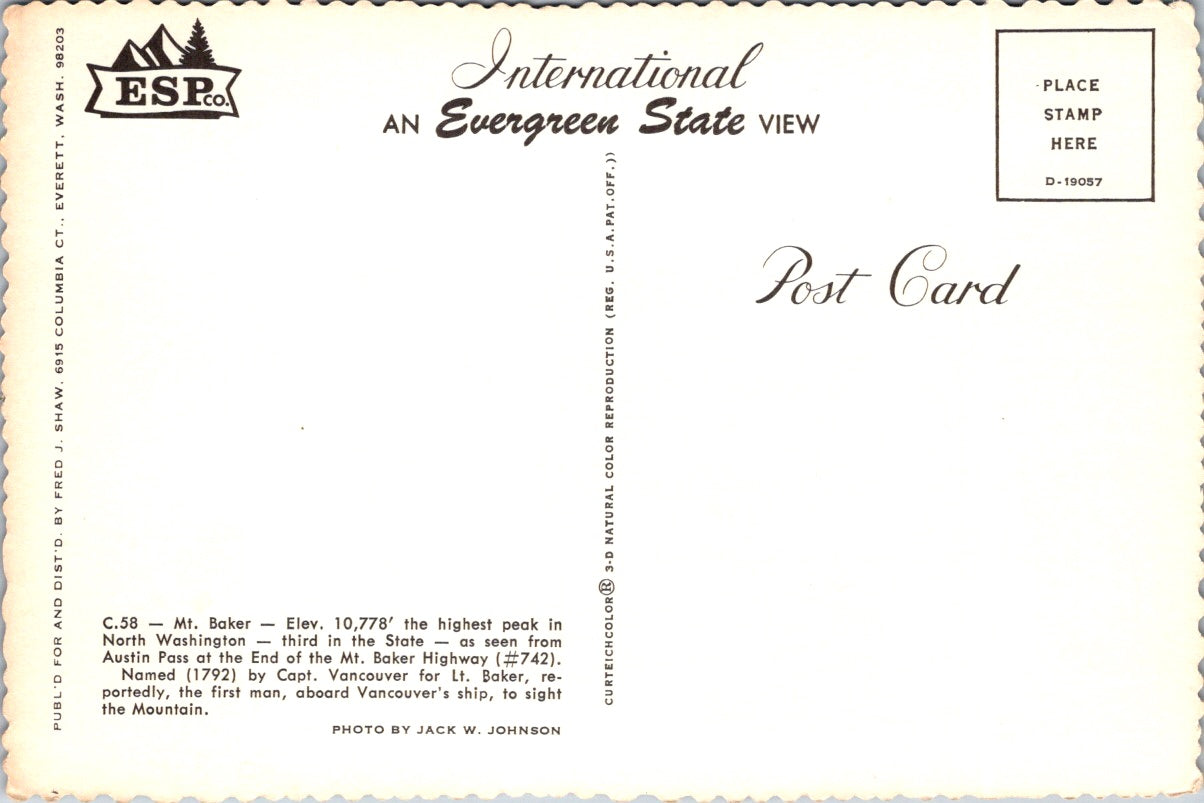 PUBL'D FOR AND DIST'D. BY FRED J. SHAW, 6915 COLUMBIA CT., EVERETT, WASH. 98203
ESP CO.
International
AN Evergreen State VIEW
PLACE
STAMP
HERE
D-19057
Post Card
CURTEICHCOLOR® 3-D NATURAL COLOR REPRODUCTION (REG. U.S.A. PAT. OFF.))
C.58 — Mt. Baker — Elev. 10,778' the highest peak in
North Washington — third in the State — as seen from
Austin Pass at the End of the Mt. Baker Highway (#742).
Named (1792) by Capt. Vancouver for Lt. Baker, re-
portedly, the first man, aboard Vancouver's ship, to sight
the Mountain.
PHOTO BY JACK W. JOHNSON